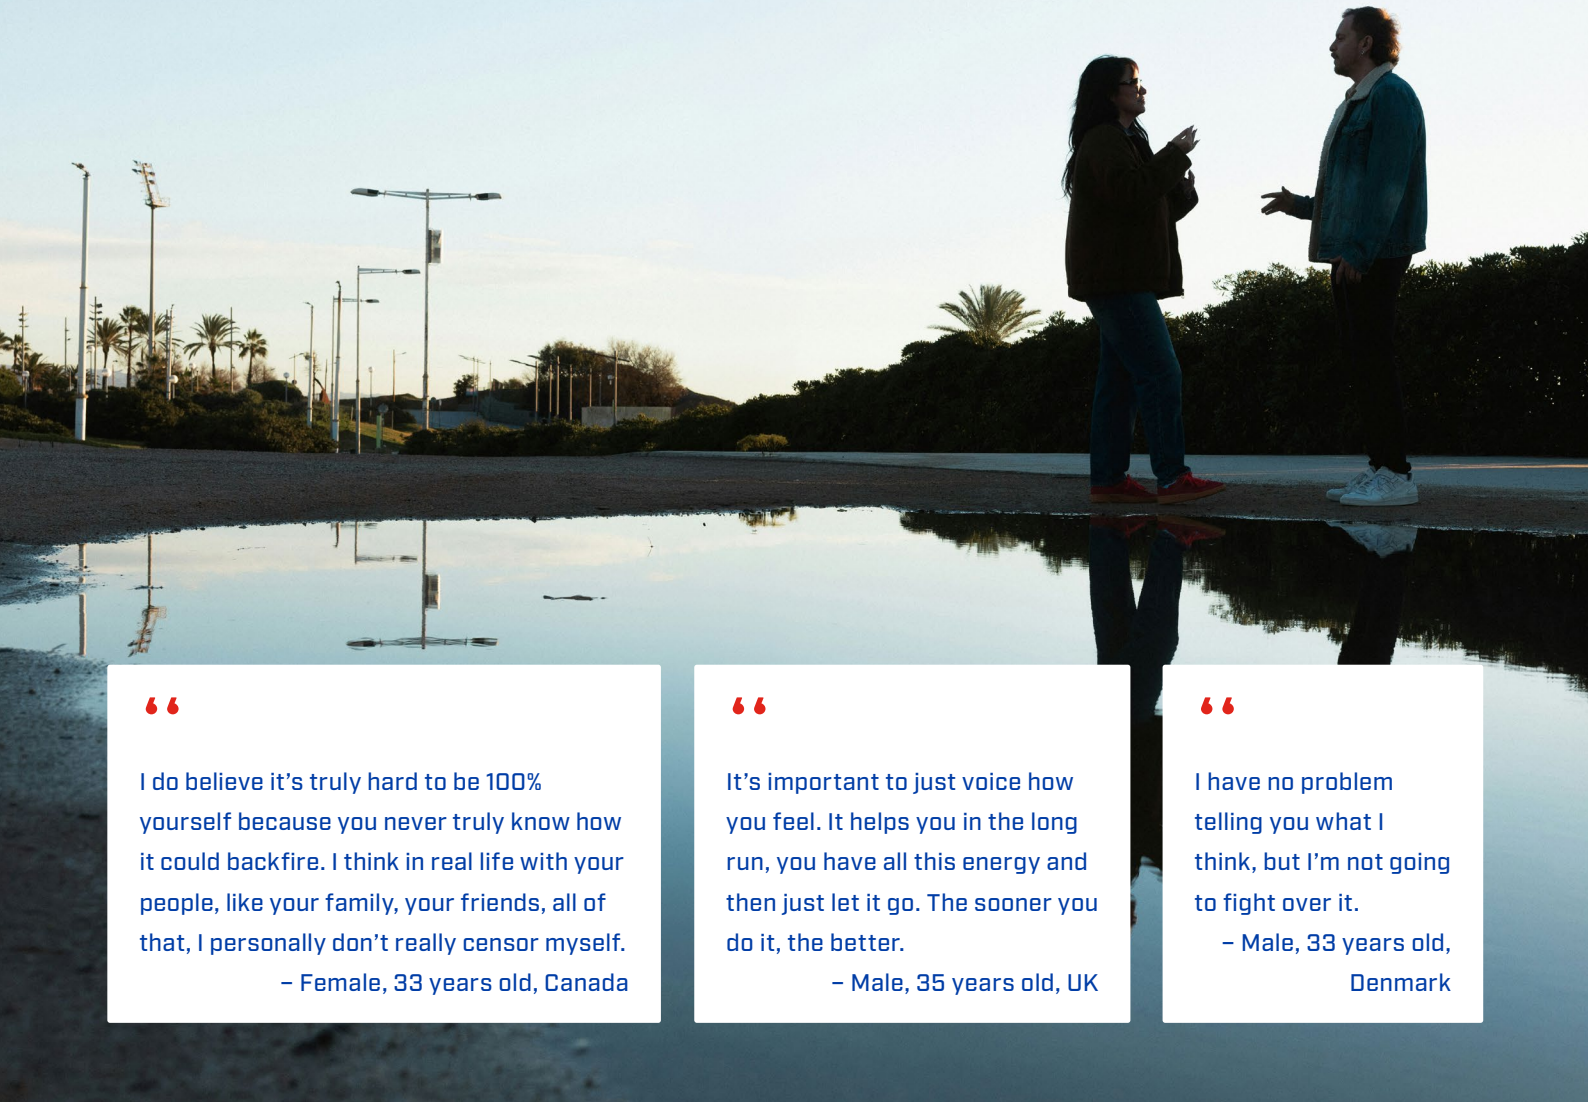 “
I do believe it’s truly hard to be 100%
yourself because you never truly know how
it could backfire. I think in real life with your
people, like your family, your friends, all of
that, I personally don’t really censor myself.
– Female, 33 years old, Canada
“
It’s important to just voice how
you feel. It helps you in the long
run, you have all this energy and
then just let it go. The sooner you
do it, the better.
– Male, 35 years old, UK
“
I have no problem
telling you what I
think, but I’m not going
to fight over it.
– Male, 33 years old,
Denmark